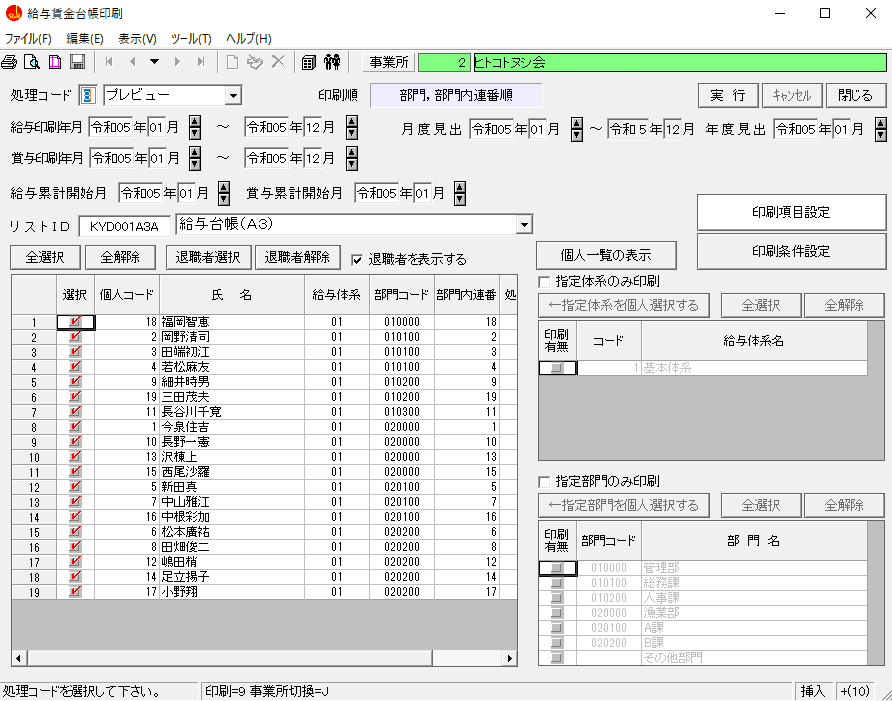 給与賃金台帳印刷
ファイル(F) 編集(E) 表示(V) ツール(T) ヘルプ(H)
事業所 2 ヒトコトヌシ会
処理コード 8 プレビュー 印刷順 部門,部門内連番順 実 行 キャンセル 閉じる
給与印刷年月 令和05 年 01 月 ～ 令和05 年 12 月 月度見出 令和05 年 01 月 ～ 令和 5 年 12 月 年度見出 令和05 年 01 月
賞与印刷年月 令和05 年 01 月 ～ 令和05 年 12 月
給与累計開始月 令和05 年 01 月 賞与累計開始月 令和05 年 01 月
リストＩＤ KYD001A3A 給与台帳(A3) 印刷項目設定
全選択 全解除 退職者選択 退職者解除 退職者を表示する 個人一覧の表示 印刷条件設定
選択 個人コード 氏 名 給与体系 部門コード 部門内連番 処
1 18 福岡智恵 01 010000 18
2 2 岡野清司 01 010100 2
3 3 田端初江 01 010100 3
4 4 若松麻友 01 010100 4
5 9 細井時男 01 010200 9
6 19 三田茂夫 01 010200 19
7 11 長谷川千寛 01 010300 11
8 1 今泉住吉 01 020000 1
9 10 長野一憲 01 020000 10
10 13 沢棟上 01 020000 13
11 15 西尾沙羅 01 020000 15
12 5 新田真 01 020100 5
13 7 中山雅江 01 020100 7
14 16 中根彩加 01 020100 16
15 6 松本廣祐 01 020200 6
16 8 田畑俊二 01 020200 8
17 12 嶋田梢 01 020200 12
18 14 足立揚子 01 020200 14
19 17 小野翔 01 020200 17
指定体系のみ印刷
←指定体系を個人選択する 全選択 全解除
印刷有無 コード 給与体系名
1 基本体系
指定部門のみ印刷
←指定部門を個人選択する 全選択 全解除
印刷有無 部門コード 部 門 名
010000 管理部
010100 総務課
010200 人事課
020000 漁業部
020100 A課
020200 B課
その他部門
処理コードを選択して下さい。 印刷=9 事業所切換=J 挿入 +(10)